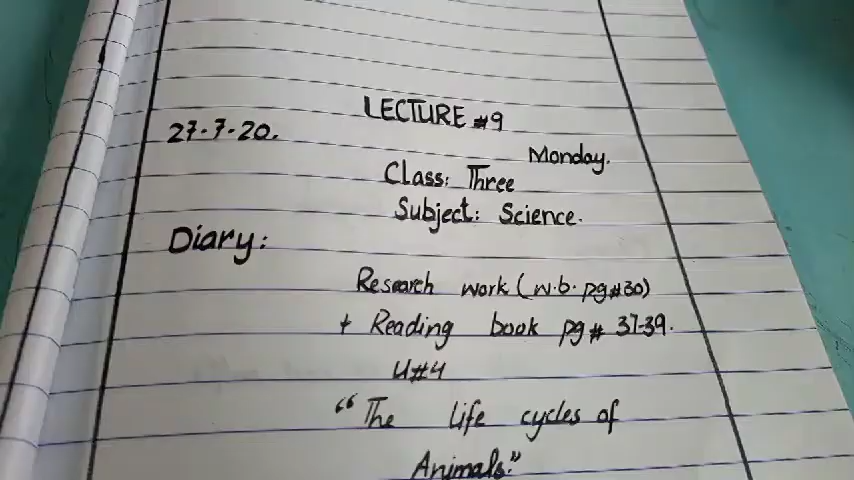 LECTURE #9
27.7.20.
Monday.
Class: Three
Subject: Science.
Diary:
Research work (w.b. pg#30)
+ Reading book pg# 37-39.
U#4
"The life cycles of
Animals."